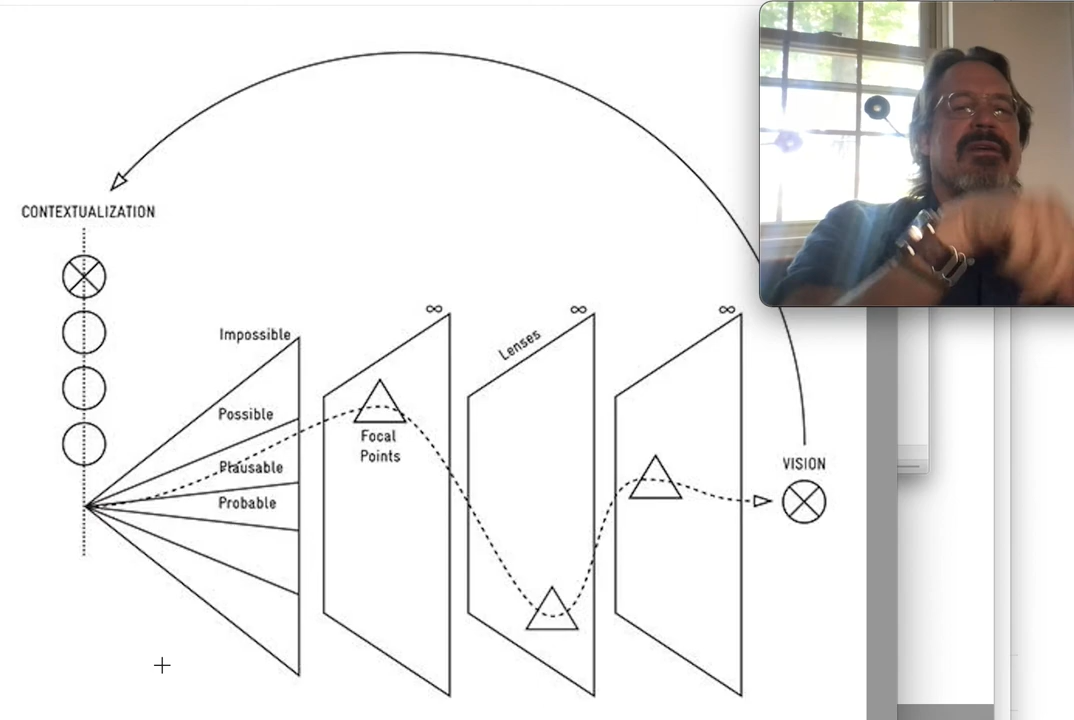 CONTEXTUALIZATION
Impossible
Possible
Plausable
Probable
∞
Focal
Points
∞
Lenses
∞
VISION